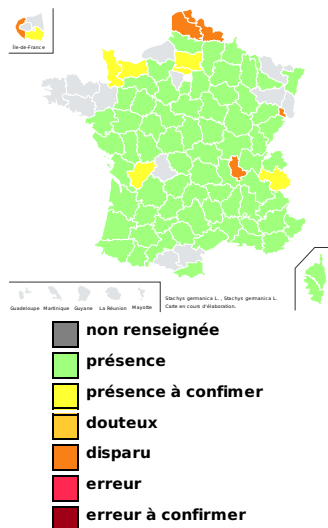 Île-de-France
Guadeloupe Martinique Guyane La Réunion Mayotte
Stachys germanica L. , Stachys germanica L.
Carte en cours d'élaboration.
non renseignée
présence
présence à confimer
douteux
disparu
erreur
erreur à confirmer